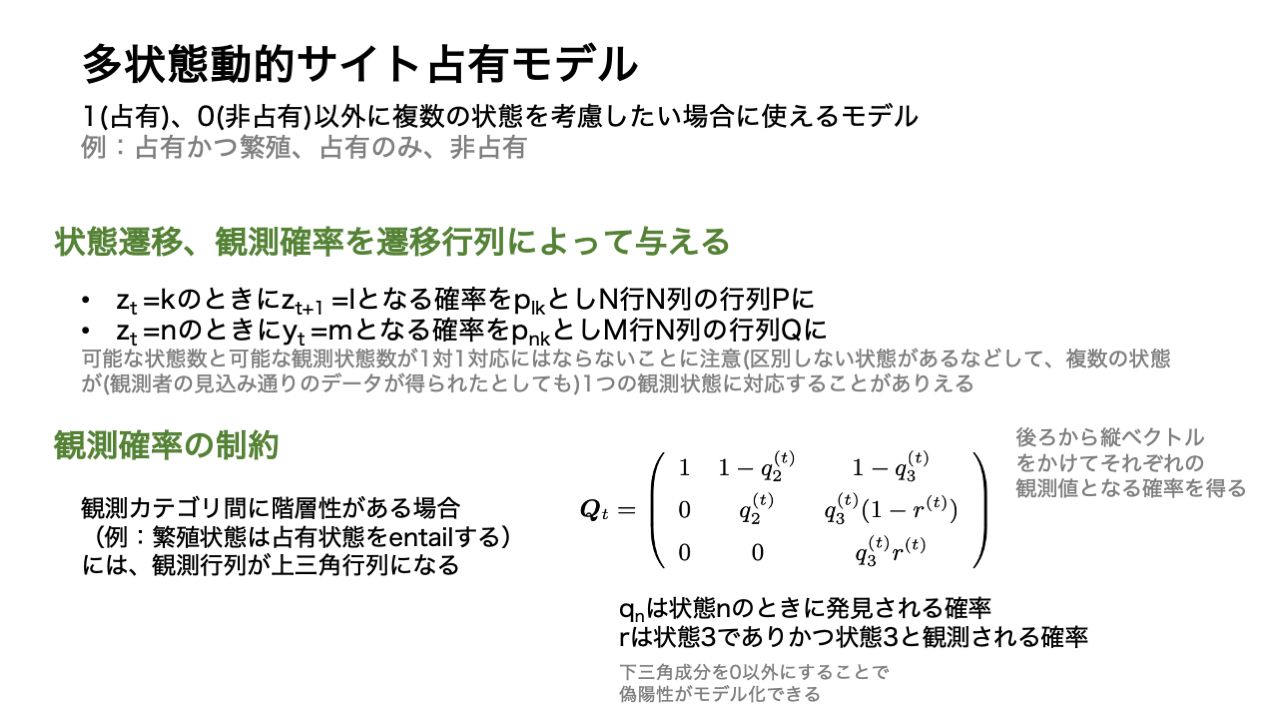 多状態動的サイト占有モデル
1(占有)、0(非占有)以外に複数の状態を考慮したい場合に使えるモデル
例：占有かつ繁殖、占有のみ、非占有
状態遷移、観測確率を遷移行列によって与える
• z_t =kのときにz_{t+1} =lとなる確率をp_{lk}としN行N列の行列Pに
• z_t =nのときにy_t =mとなる確率をp_{nk}としM行N列の行列Qに
可能な状態数と可能な観測状態数が1対1対応にはならないことに注意(区別しない状態があるなどして、複数の状態
が(観測者の見込み通りのデータが得られたとしても)1つの観測状態に対応することがありえる
観測確率の制約
観測カテゴリ間に階層性がある場合
（例：繁殖状態は占有状態をentailする）
には、観測行列が上三角行列になる
1 1 − q_2^{(t)} 1 − q_3^{(t)}
Q_t = 0 q_2^{(t)} q_3^{(t)}(1 − r^{(t)})
0 0 q_3^{(t)}r^{(t)}
後ろから縦ベクトル
をかけてそれぞれの
観測値となる確率を得る
q_nは状態nのときに発見される確率
rは状態3でありかつ状態3と観測される確率
下三角成分を0以外にすることで
偽陽性がモデル化できる